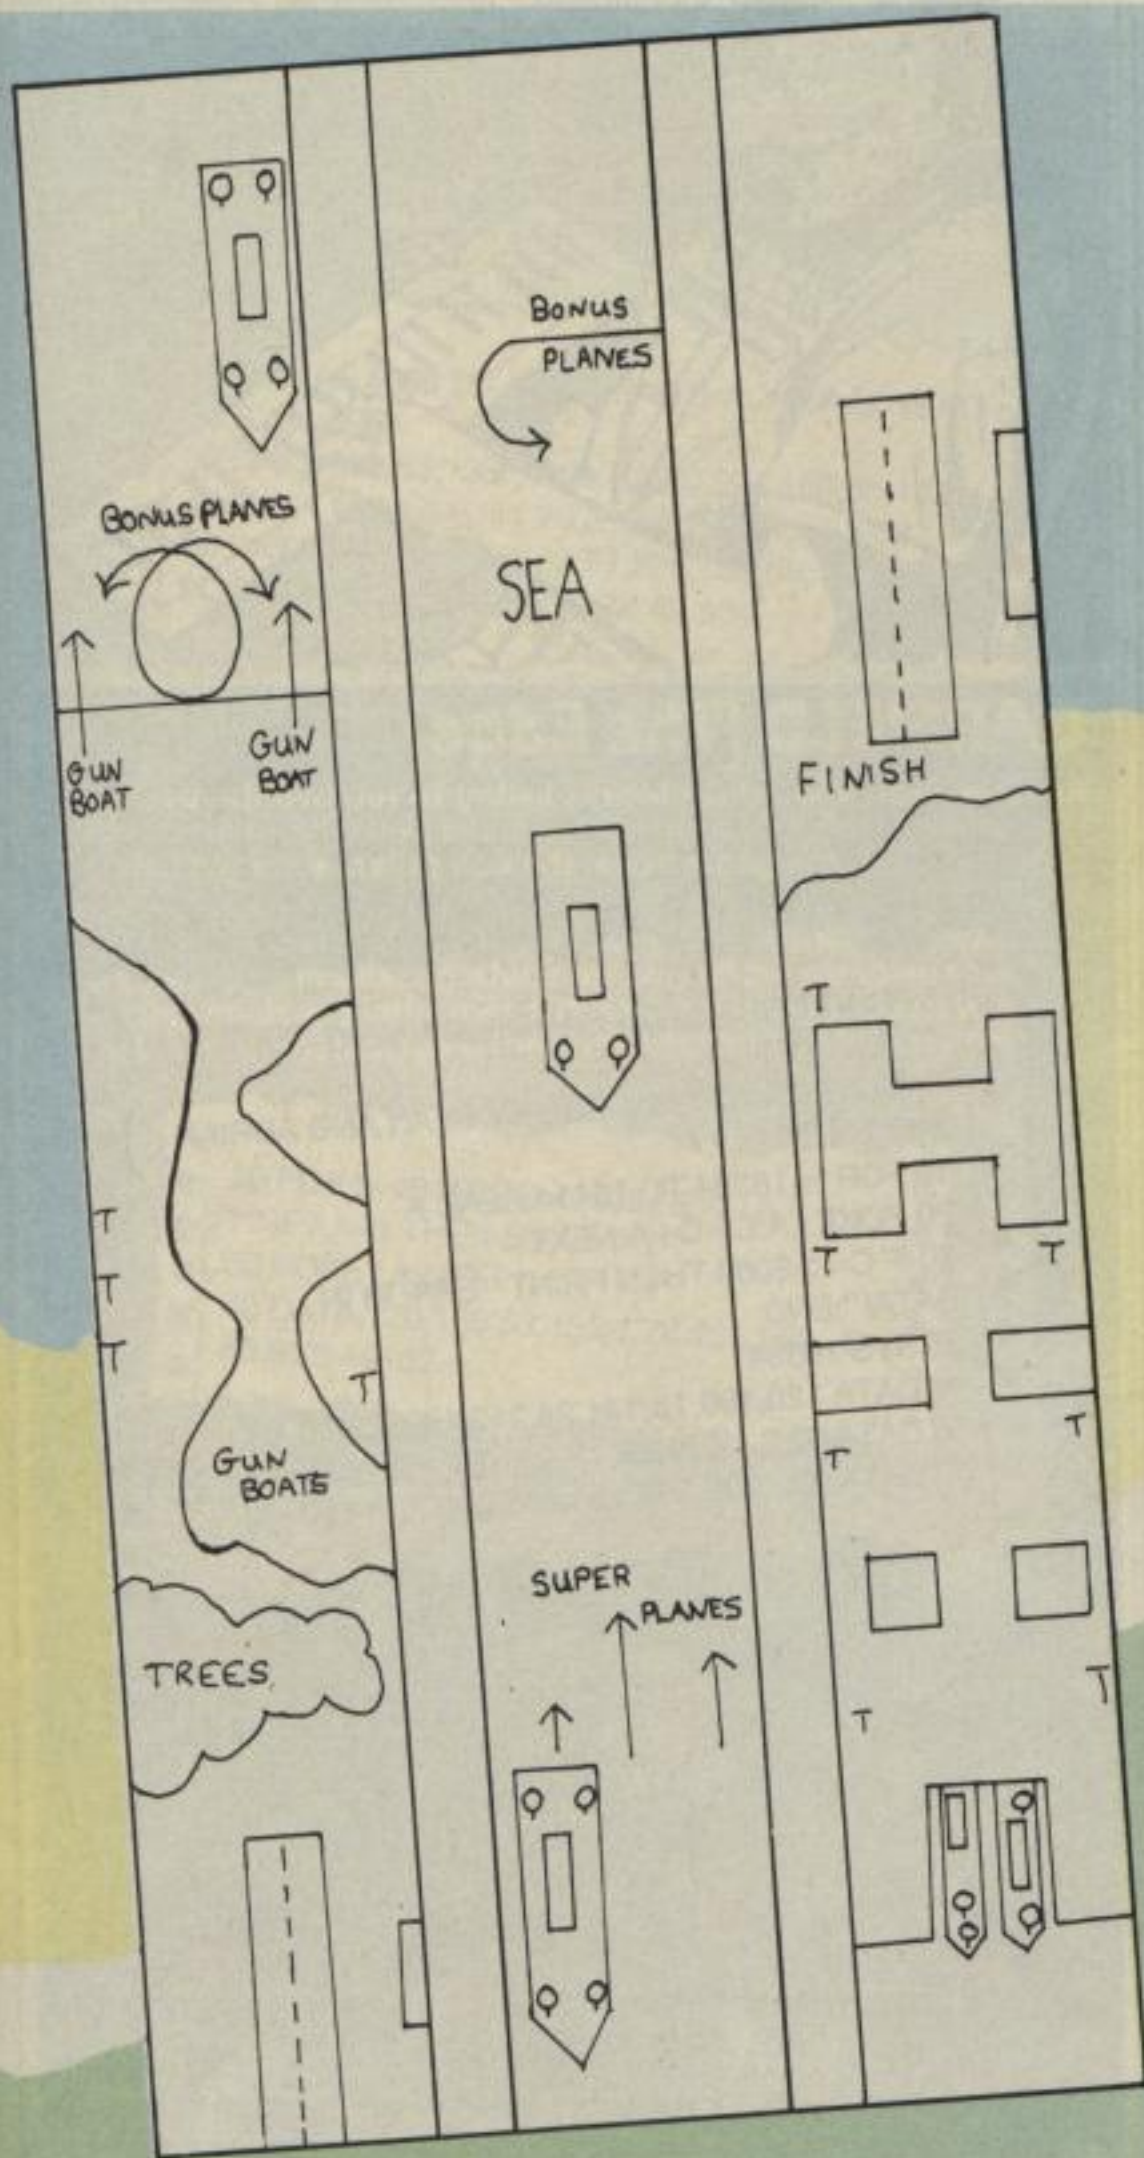 BONUS PLANES
GUN
BOAT
GUN
BOAT
T
T
T
T
GUN
BOATS
TREES
BONUS
PLANES
SEA
SUPER
PLANES
FINISH
T
T
T
T
T
T
T